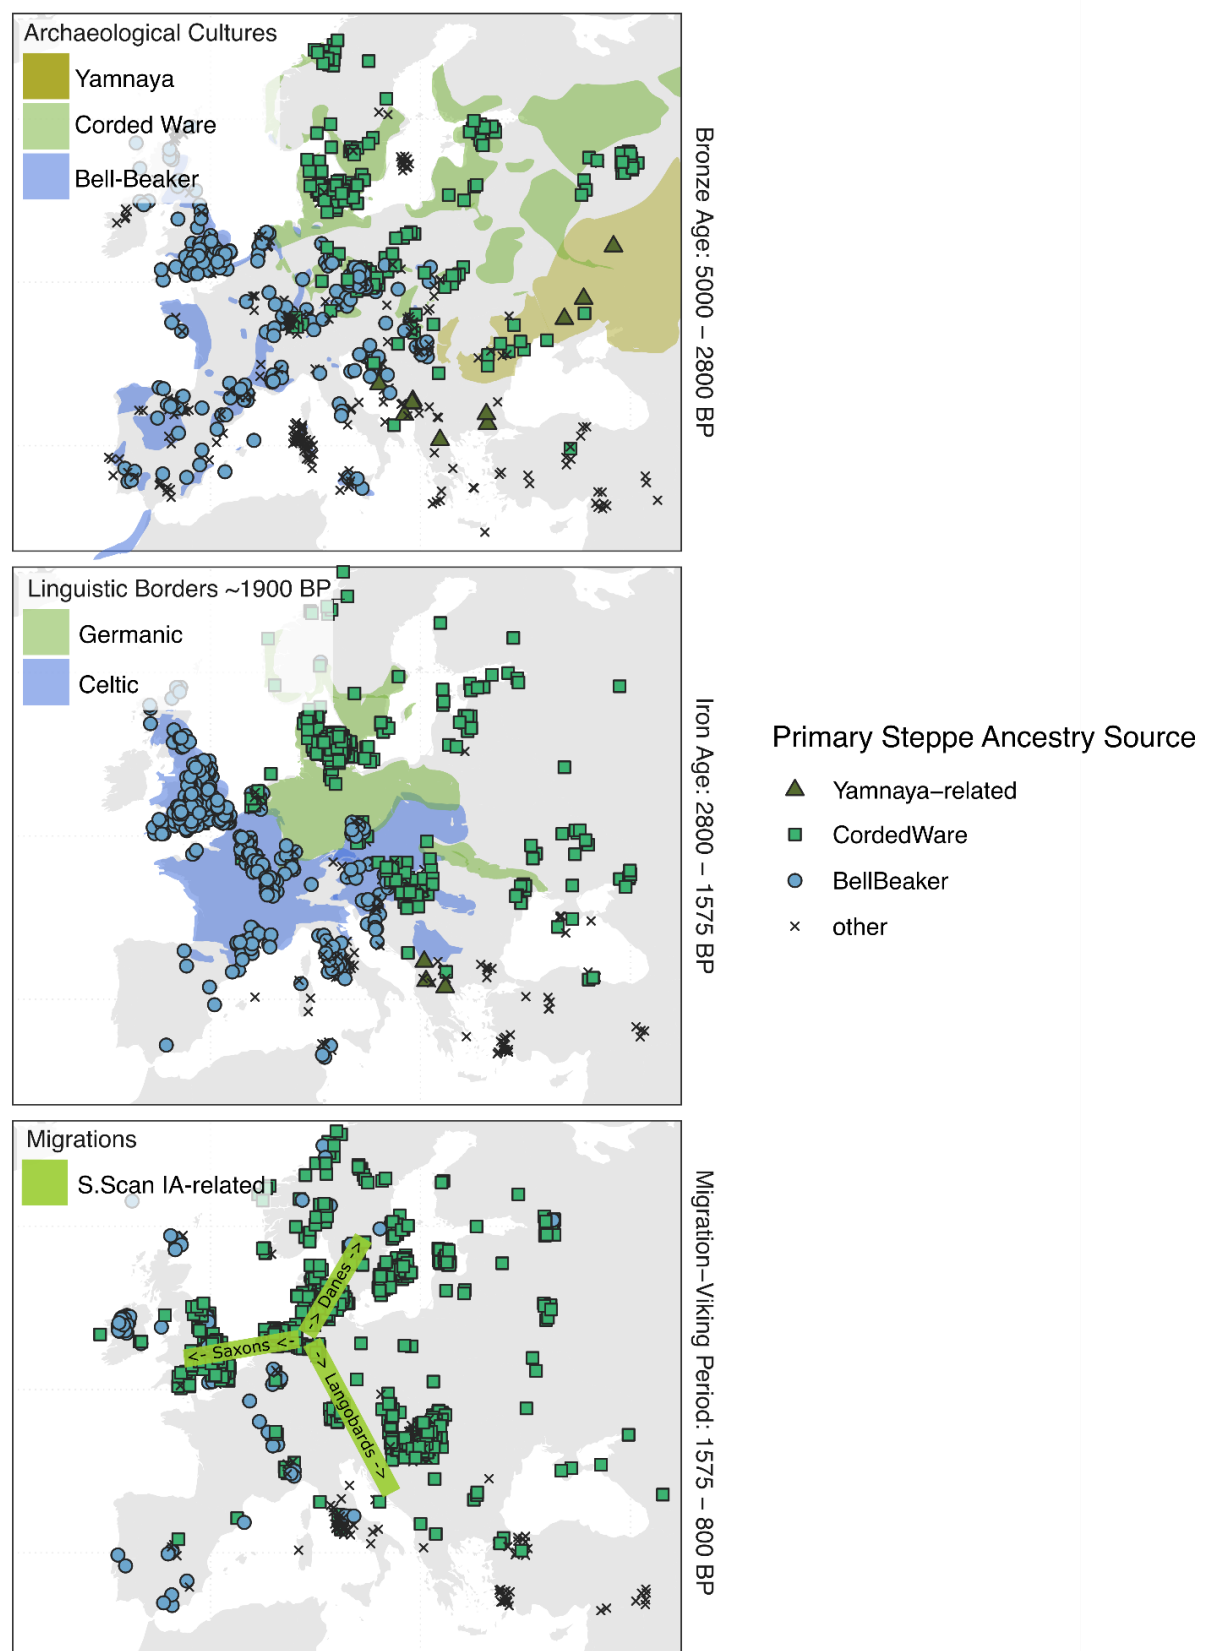 Archaeological Cultures
Yamnaya
Corded Ware
Bell-Beaker
Bronze Age: 5000 – 2800 BP
Linguistic Borders ~1900 BP
Germanic
Celtic
Iron Age: 2800 – 1575 BP
Primary Steppe Ancestry Source
Yamnaya−related
CordedWare
BellBeaker
other
Migrations
S.Scan IA-related
-> Danes ->
<- Saxons <-
-> Langobards ->
Migration−Viking Period: 1575 – 800 BP